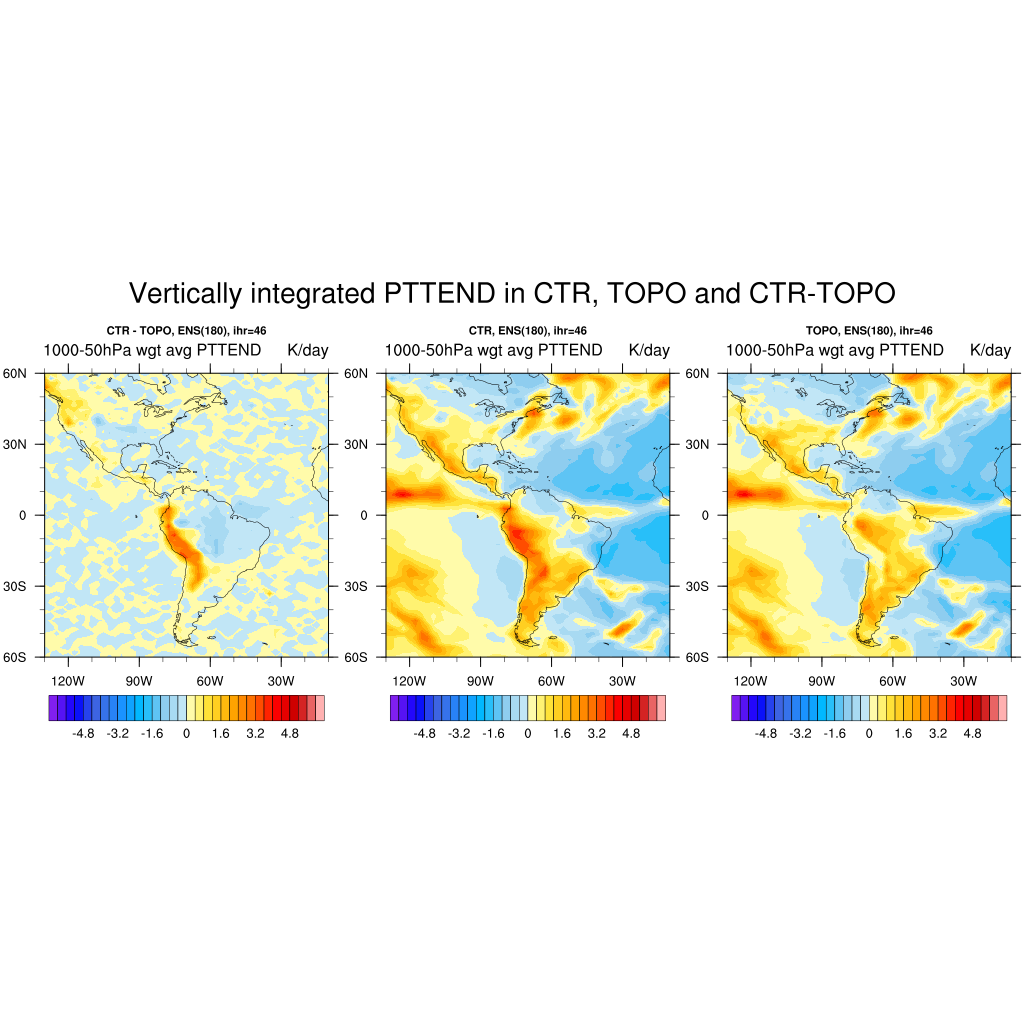 Vertically integrated PTTEND in CTR, TOPO and CTR-TOPO
CTR - TOPO, ENS(180), ihr=46
1000-50hPa wgt avg PTTEND K/day
60N
30N
0
30S
60S
120W 90W 60W 30W
-4.8 -3.2 -1.6 0 1.6 3.2 4.8
CTR, ENS(180), ihr=46
1000-50hPa wgt avg PTTEND K/day
60N
30N
0
30S
60S
120W 90W 60W 30W
-4.8 -3.2 -1.6 0 1.6 3.2 4.8
TOPO, ENS(180), ihr=46
1000-50hPa wgt avg PTTEND K/day
60N
30N
0
30S
60S
120W 90W 60W 30W
-4.8 -3.2 -1.6 0 1.6 3.2 4.8